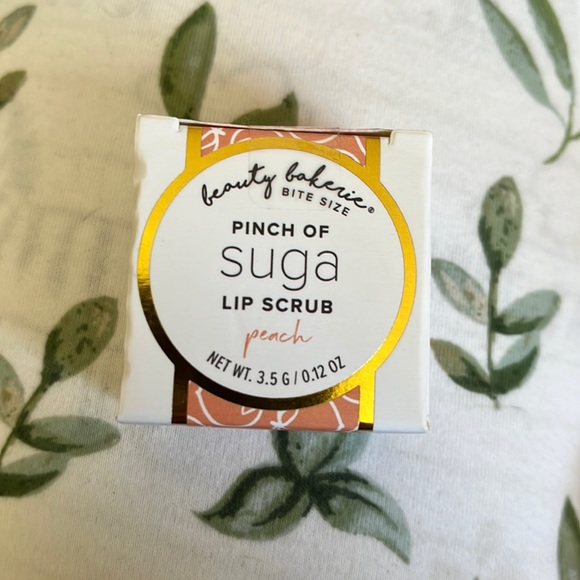 beauty bakerie®
BITE SIZE
PINCH OF
suga
LIP SCRUB
peach
NET WT. 3.5 G / 0.12 OZ